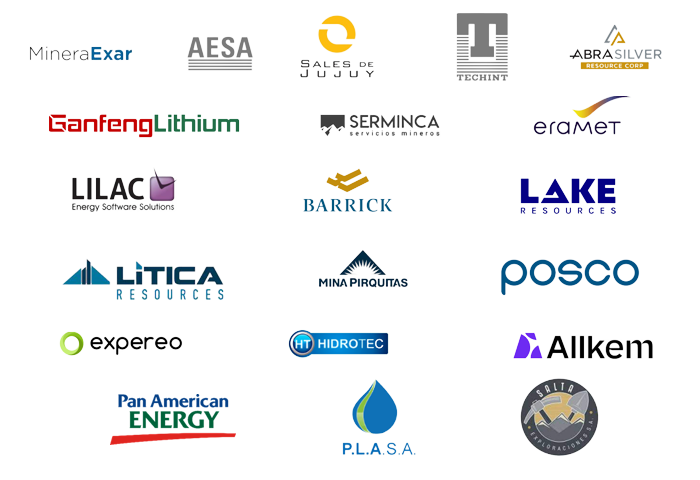 MineraExar
AESA
SALES DE
JUJUY
TECHINT
ABRASILVER
RESOURCE CORP
GanfengLithium
SERMINCA
servicios mineros
eramet
LILAC
Energy Software Solutions
BARRICK
LAKE
RESOURCES
LITICA
RESOURCES
MINA PIRQUITAS
posco
expereo
HT HIDROTEC
Allkem
Pan American
ENERGY
P.L.A.S.A.
SALTA
EXPLORACIONES S.A.